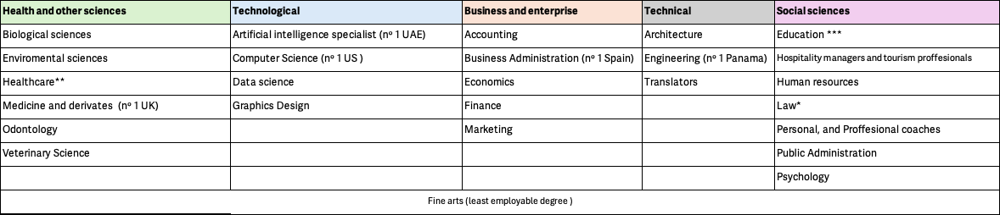 Health and other sciences Technological Business and enterprise Technical Social sciences
Biological sciences Artificial intelligence specialist (nº 1 UAE) Accounting Architecture Education ***
Enviromental sciences Computer Science (nº 1 US ) Business Administration (nº 1 Spain) Engineering (nº 1 Panama) Hospitality managers and tourism proffesionals
Healthcare** Data science Economics Translators Human resources
Medicine and derivates (nº 1 UK) Graphics Design Finance Law*
Odontology Marketing Personal, and Proffesional coaches
Veterinary Science Public Administration
Psychology
Fine arts (least employable degree )